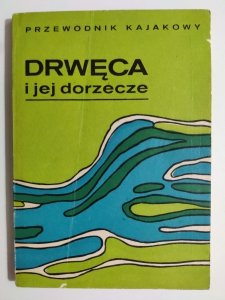 PRZEWODNIK KAJAKOWY
DRWĘCA
i jej dorzecze